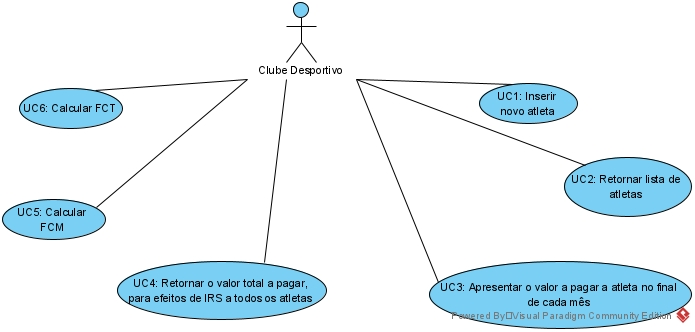 Clube Desportivo
UC6: Calcular FCT
UC1: Inserir
novo atleta
UC2: Retornar lista de
atletas
UC5: Calcular
FCM
UC4: Retornar o valor total a pagar,
para efeitos de IRS a todos os atletas
UC3: Apresentar o valor a pagar a atleta no final
de cada mês
Powered By Visual Paradigm Community Edition